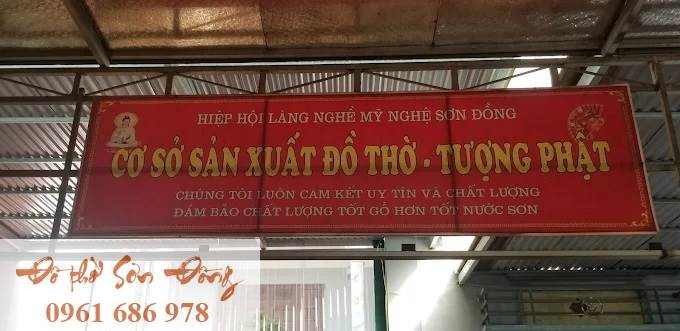 HIỆP HỘI LÀNG NGHỀ MỸ NGHỆ SƠN ĐỒNG
CƠ SỞ SẢN XUẤT ĐỒ THỜ - TƯỢNG PHẬT
CHÚNG TÔI LUÔN CAM KẾT UY TÍN VÀ CHẤT LƯỢNG
ĐẢM BẢO CHẤT LƯỢNG TỐT GỖ HƠN TỐT NƯỚC SƠN
Đồ thờ Sơn Đồng
0961 686 978